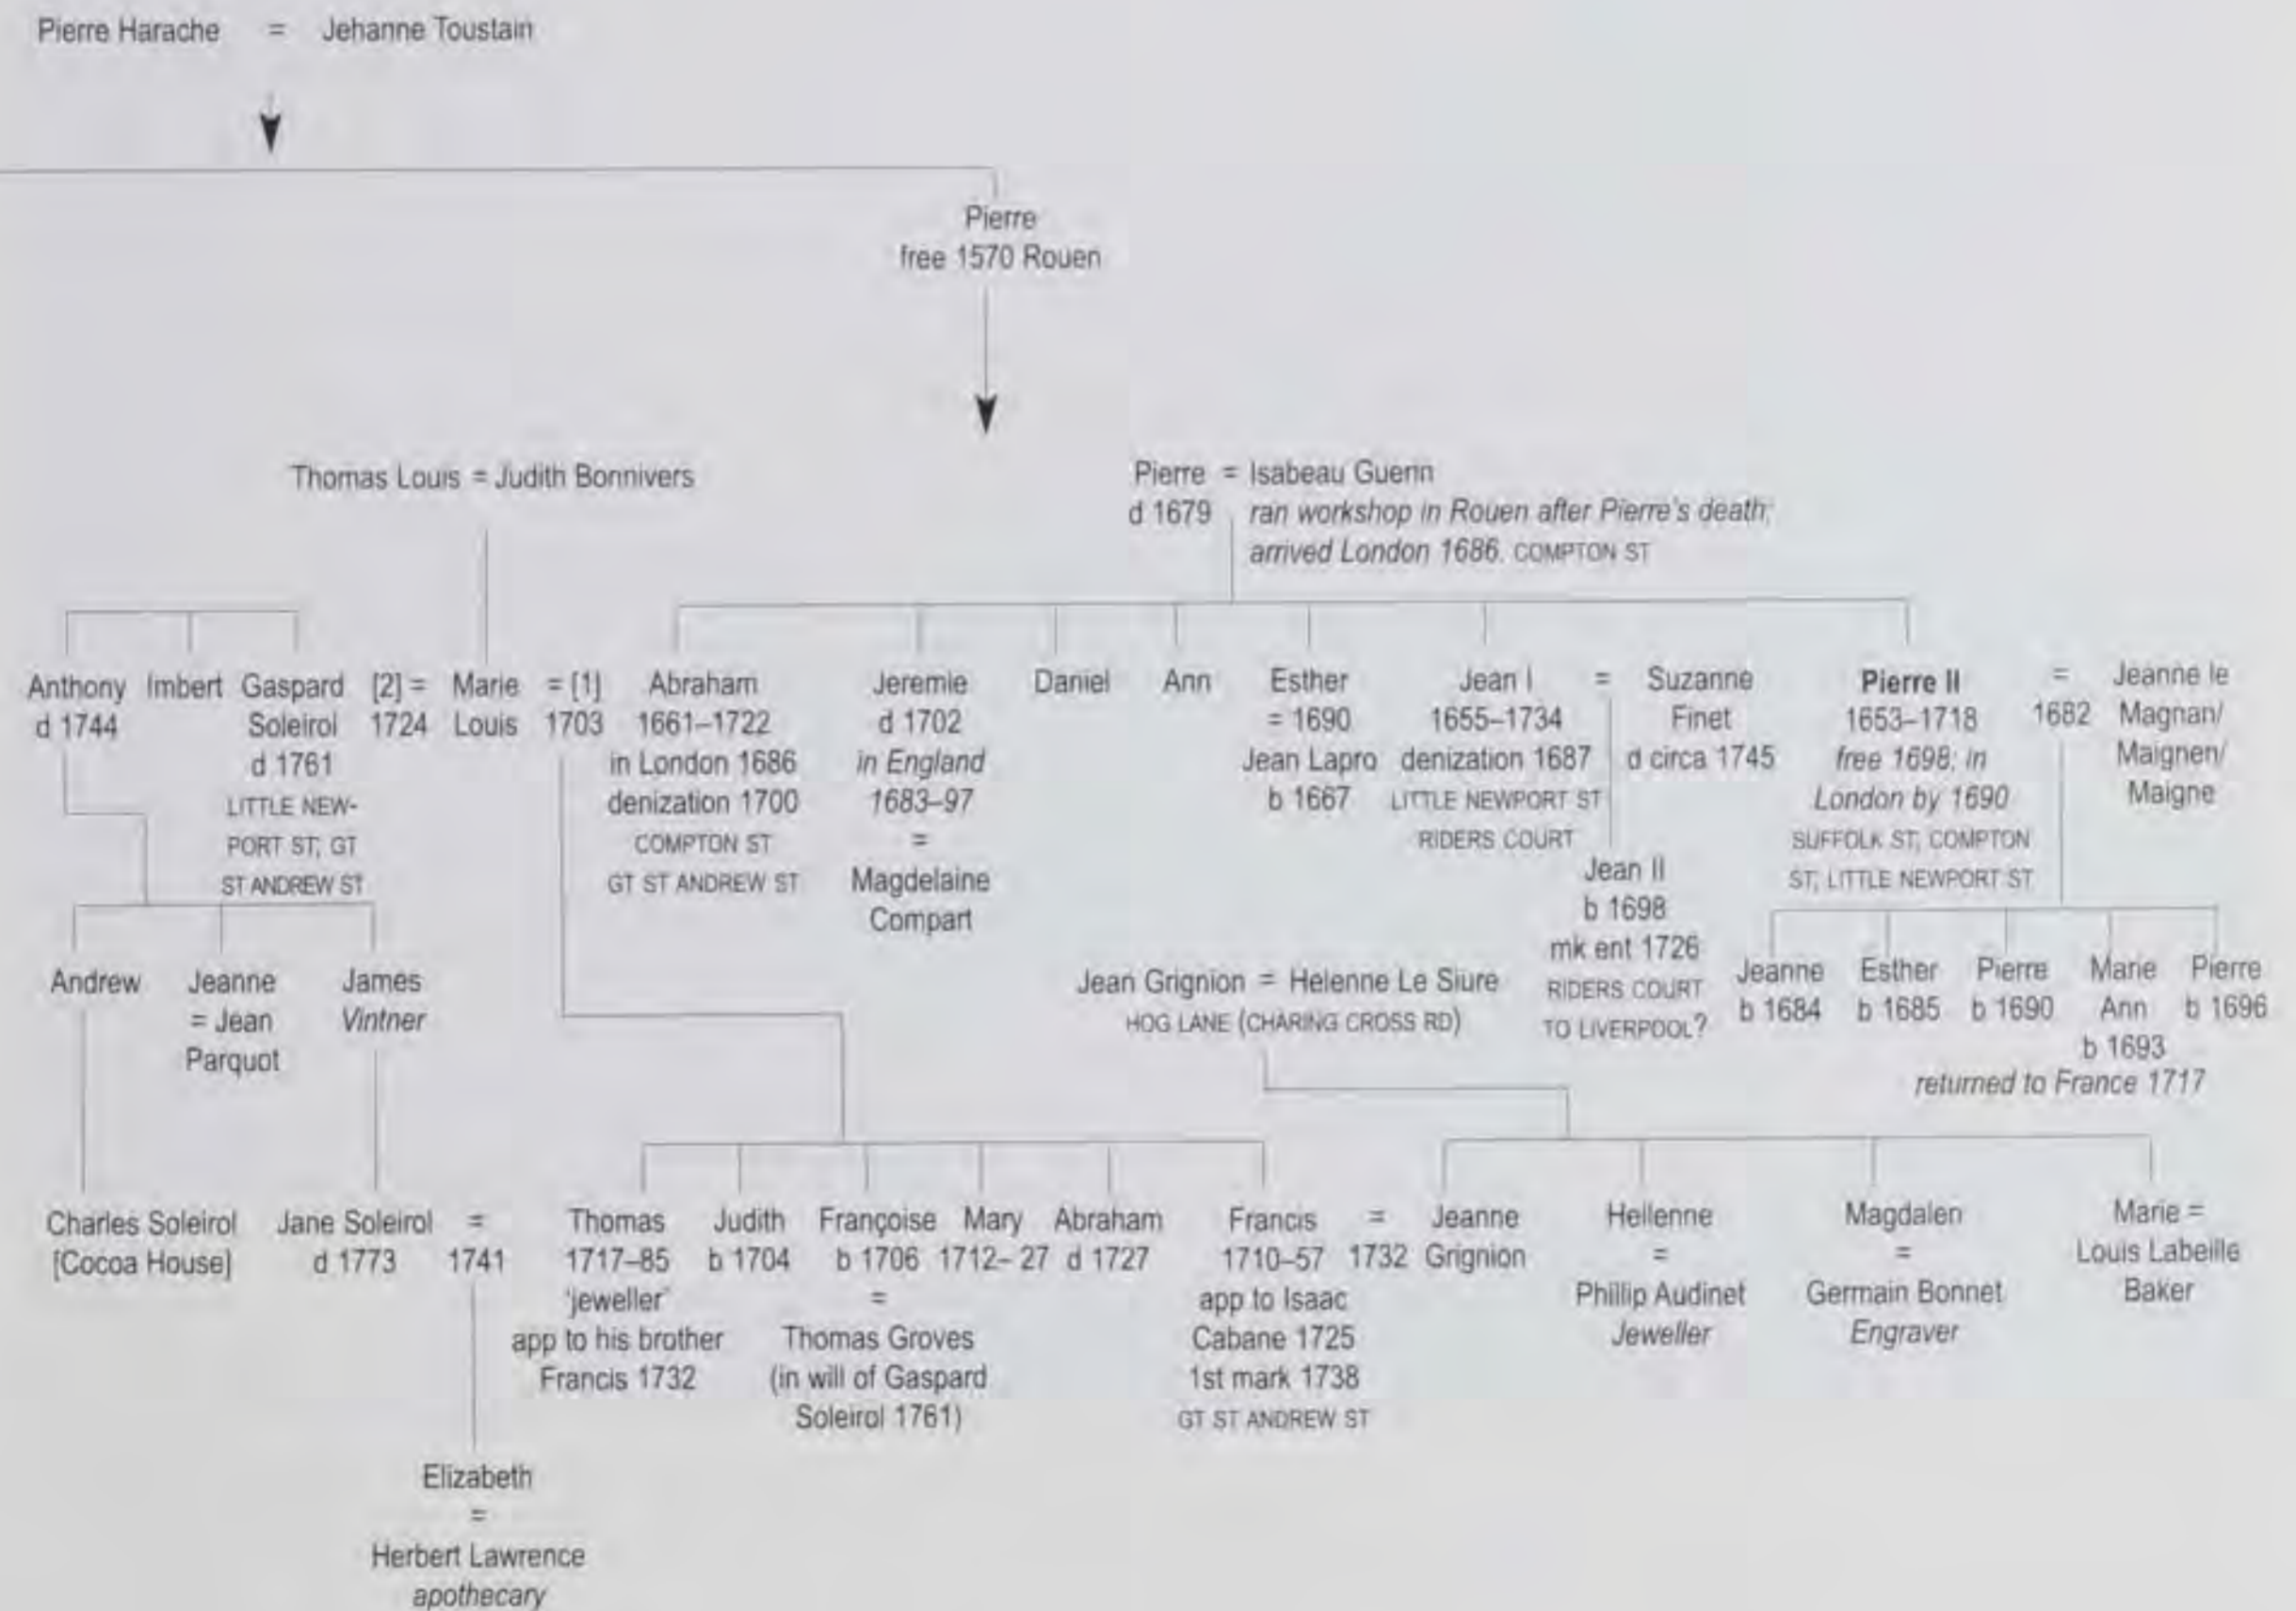 Pierre Harache = Jehanne Toustain
Pierre
free 1570 Rouen
Thomas Louis = Judith Bonnivers
Pierre = Isabeau Guerin
d 1679
ran workshop in Rouen after Pierre's death;
arrived London 1686. COMPTON ST
Anthony
d 1744
Imbert
Gaspard
Soleirol
d 1761
LITTLE NEW-
PORT ST; GT
ST ANDREW ST
[2] =
1724
Marie
Louis
= [1]
1703
Abraham
1661–1722
in London 1686
denization 1700
COMPTON ST
GT ST ANDREW ST
Jeremie
d 1702
in England
1683–97
=
Magdelaine
Compart
Daniel
Ann
Esther
= 1690
Jean Lapro
b 1667
Jean I
1655–1734
denization 1687
LITTLE NEWPORT ST
RIDERS COURT
=
Suzanne
Finet
d circa 1745
Pierre II
1653–1718
free 1698; in
London by 1690
SUFFOLK ST; COMPTON
ST; LITTLE NEWPORT ST
=
1682
Jeanne le
Magnan/
Maignen/
Maigne
Jean II
b 1698
mk ent 1726
RIDERS COURT
TO LIVERPOOL?
Andrew
Jeanne
= Jean
Parquot
James
Vintner
Jean Grignion = Helenne Le Siure
HOG LANE (CHARING CROSS RD)
Jeanne
b 1684
Esther
b 1685
Pierre
b 1690
Marie
Ann
b 1693
Pierre
b 1696
returned to France 1717
Charles Soleirol
[Cocoa House]
Jane Soleirol
d 1773
=
1741
Thomas
1717–85
'jeweller'
app to his brother
Francis 1732
Judith
b 1704
Françoise
b 1706
=
Thomas Groves
(in will of Gaspard
Soleirol 1761)
Mary
1712–27
Abraham
d 1727
Francis
1710–57
app to Isaac
Cabane 1725
1st mark 1738
GT ST ANDREW ST
=
1732
Jeanne
Grignion
Hellenne
=
Phillip Audinet
Jeweller
Magdalen
=
Germain Bonnet
Engraver
Marie =
Louis Labeille
Baker
Elizabeth
=
Herbert Lawrence
apothecary